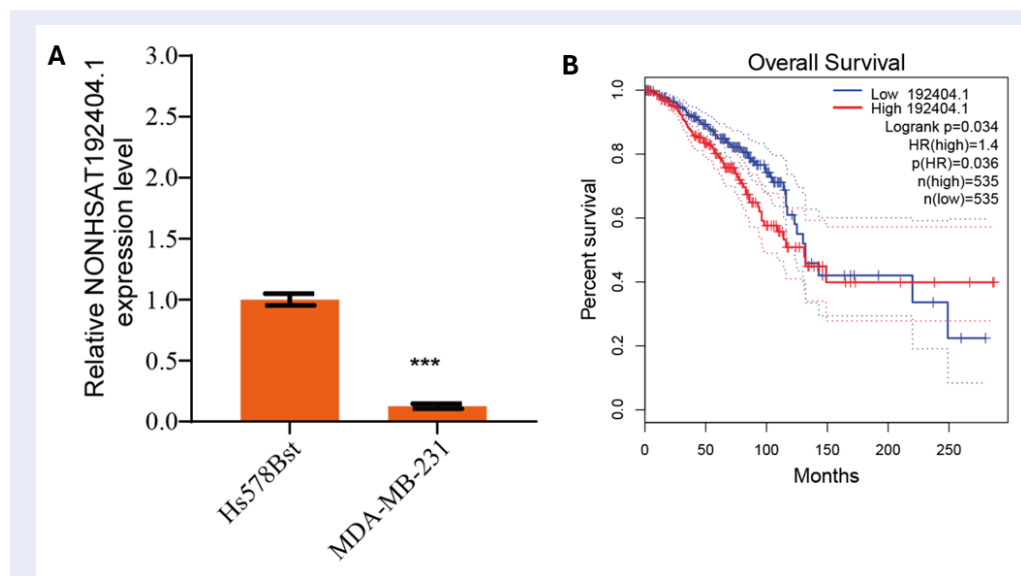 A
Relative NONHSAT192404.1
expression level
3.0
2.5
2.0
1.5
1.0
0.5
0.0
***
Hs578Bst
MDA-MB-231
B
Overall Survival
Low 192404.1
High 192404.1
Logrank p=0.034
HR(high)=1.4
p(HR)=0.036
n(high)=535
n(low)=535
Percent survival
1.0
0.8
0.6
0.4
0.2
0.0
0
50
100
150
200
250
Months